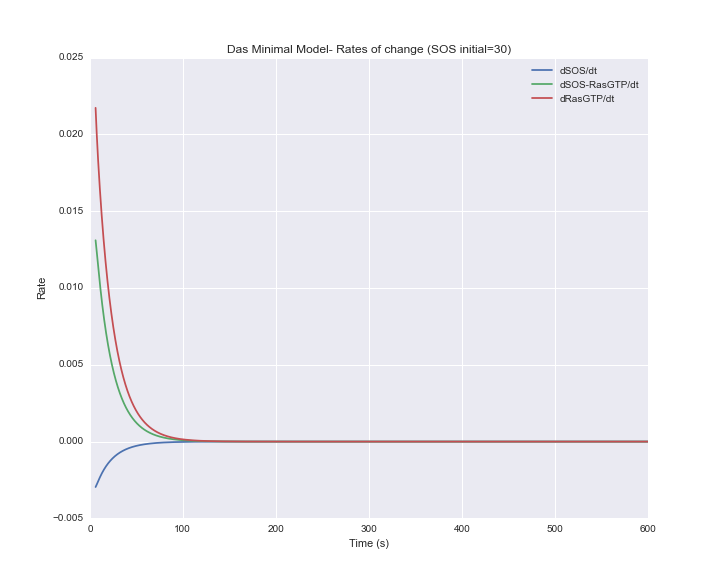 Das Minimal Model- Rates of change (SOS initial=30)
0.025
0.020
0.015
0.010
0.005
0.000
−0.005
Rate
dSOS/dt
dSOS-RasGTP/dt
dRasGTP/dt
0 100 200 300 400 500 600
Time (s)